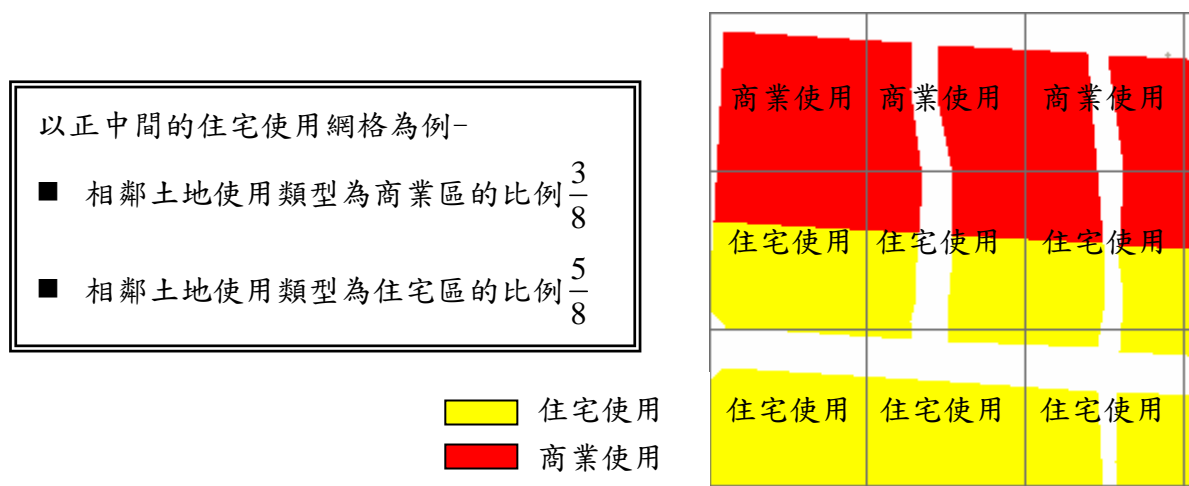 以正中間的住宅使用網格為例-
■ 相鄰土地使用類型為商業區的比例3/8
■ 相鄰土地使用類型為住宅區的比例5/8
商業使用 商業使用 商業使用
住宅使用 住宅使用 住宅使用
住宅使用 住宅使用 住宅使用
住宅使用
商業使用